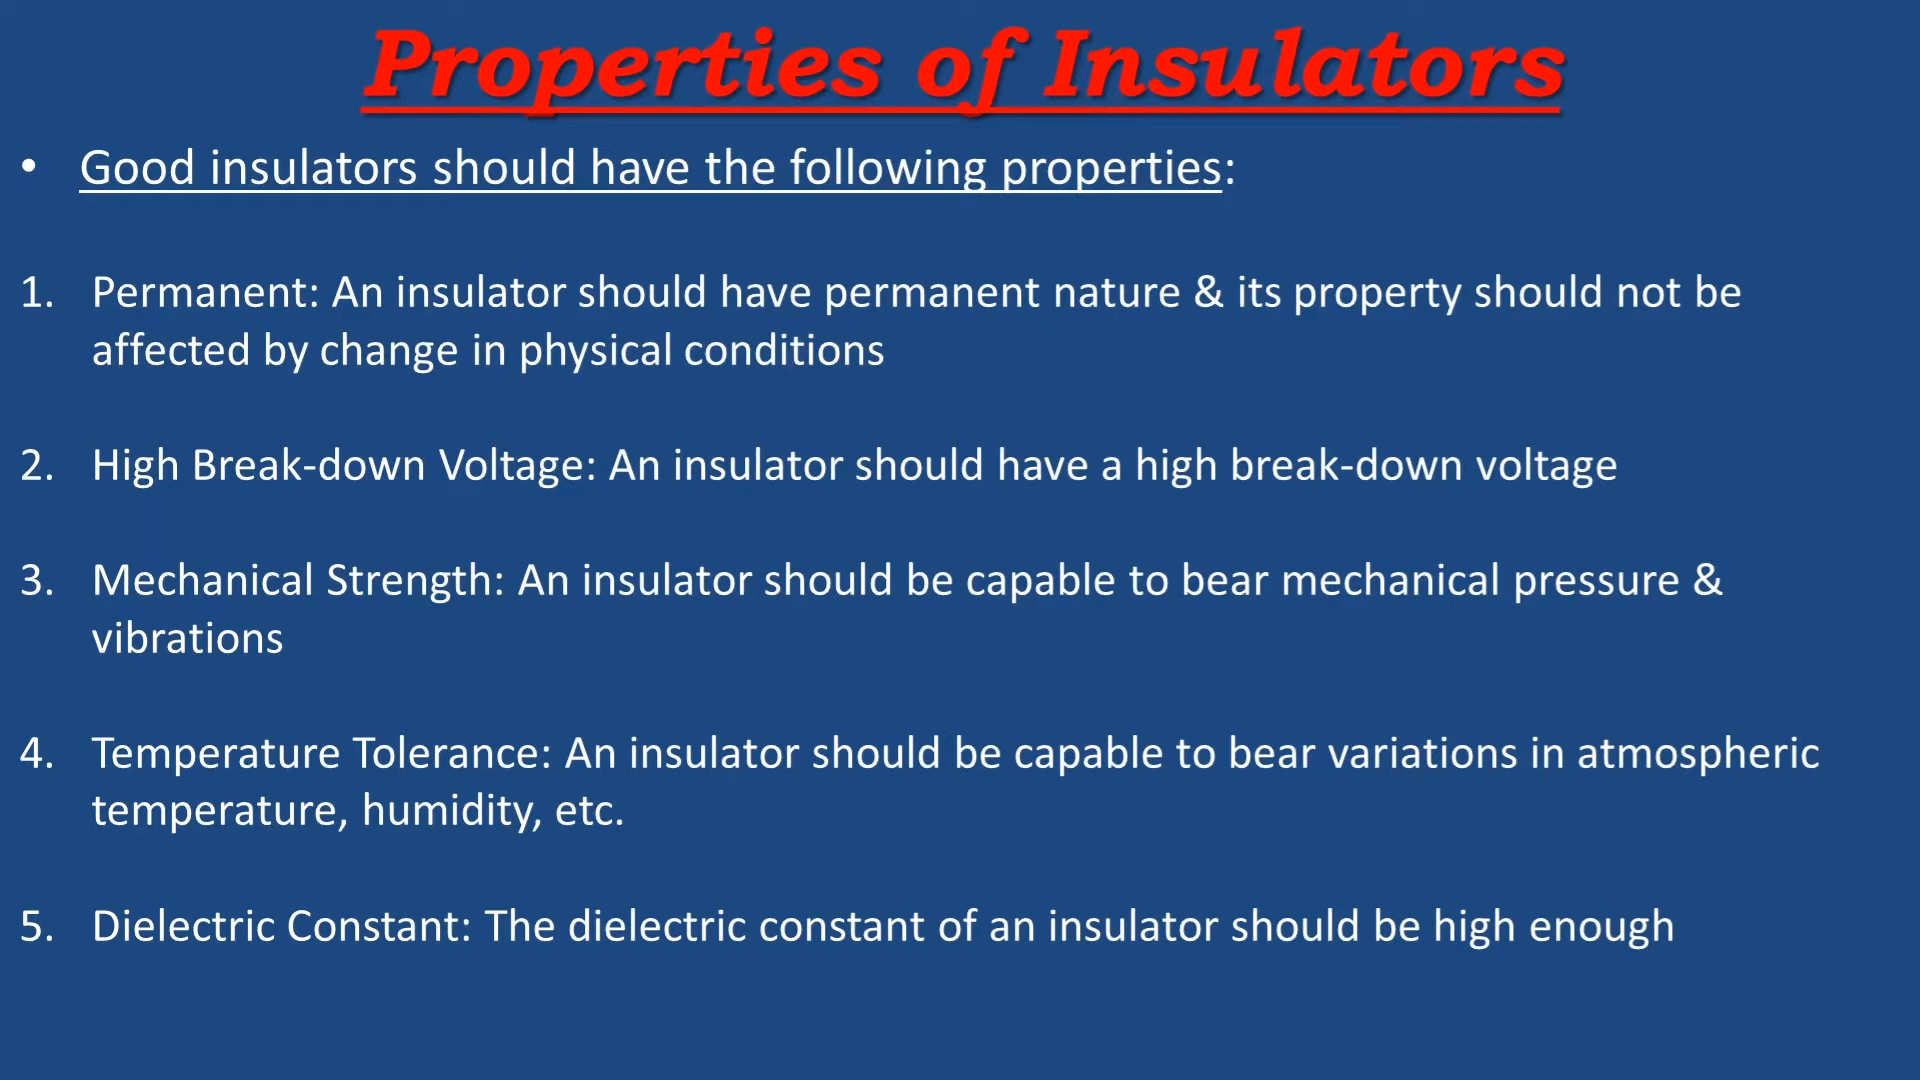 Properties of Insulators
• Good insulators should have the following properties:
1. Permanent: An insulator should have permanent nature & its property should not be
affected by change in physical conditions
2. High Break-down Voltage: An insulator should have a high break-down voltage
3. Mechanical Strength: An insulator should be capable to bear mechanical pressure &
vibrations
4. Temperature Tolerance: An insulator should be capable to bear variations in atmospheric
temperature, humidity, etc.
5. Dielectric Constant: The dielectric constant of an insulator should be high enough